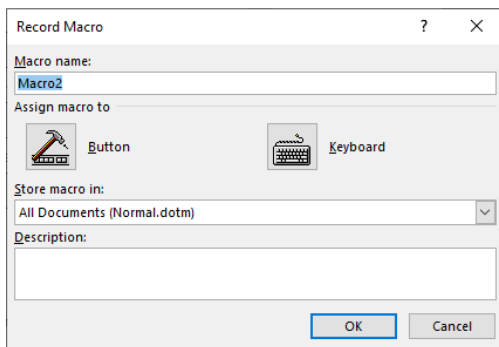 Record Macro ? ×
Macro name:
Macro2
Assign macro to
Button Keyboard
Store macro in:
All Documents (Normal.dotm)
Description:
OK Cancel